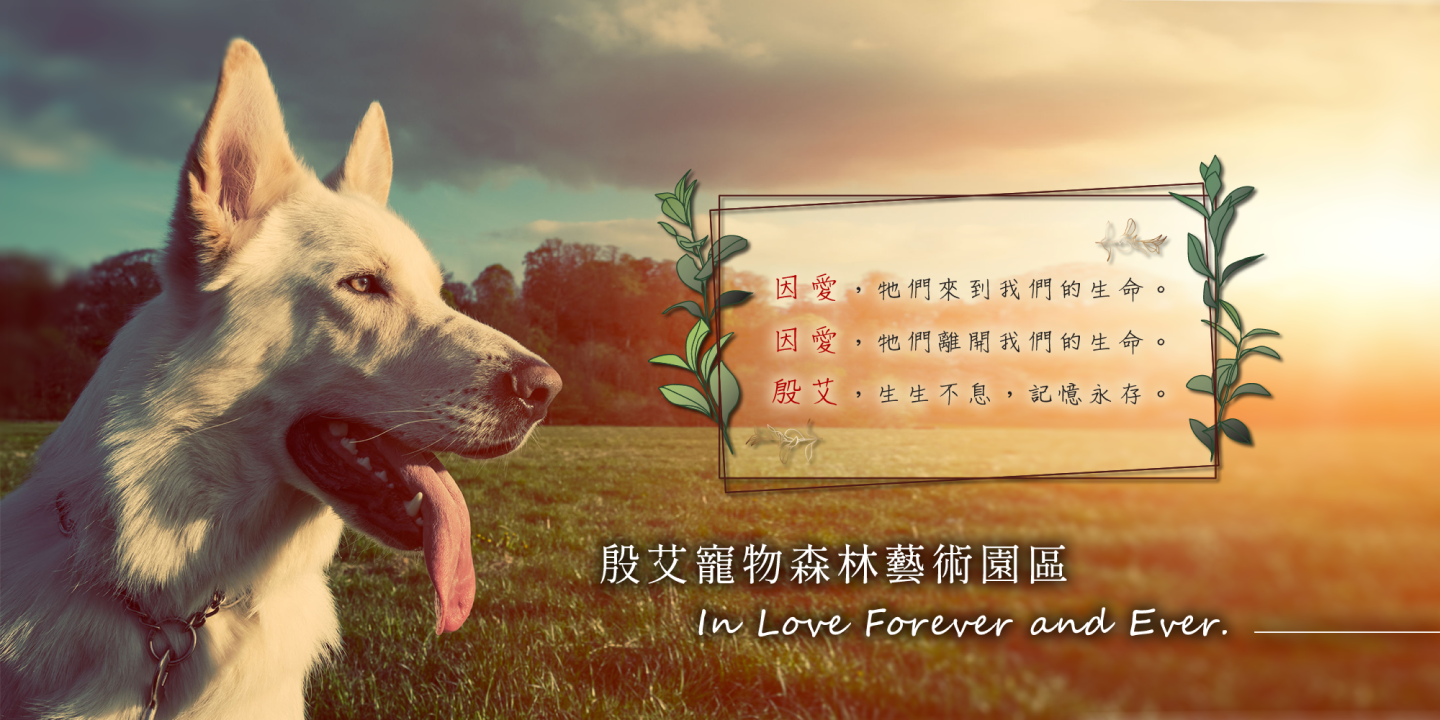 因愛，牠們來到我們的生命。
因愛，牠們離開我們的生命。
殷艾，生生不息，記憶永存。
殷艾寵物森林藝術園區
In Love Forever and Ever.